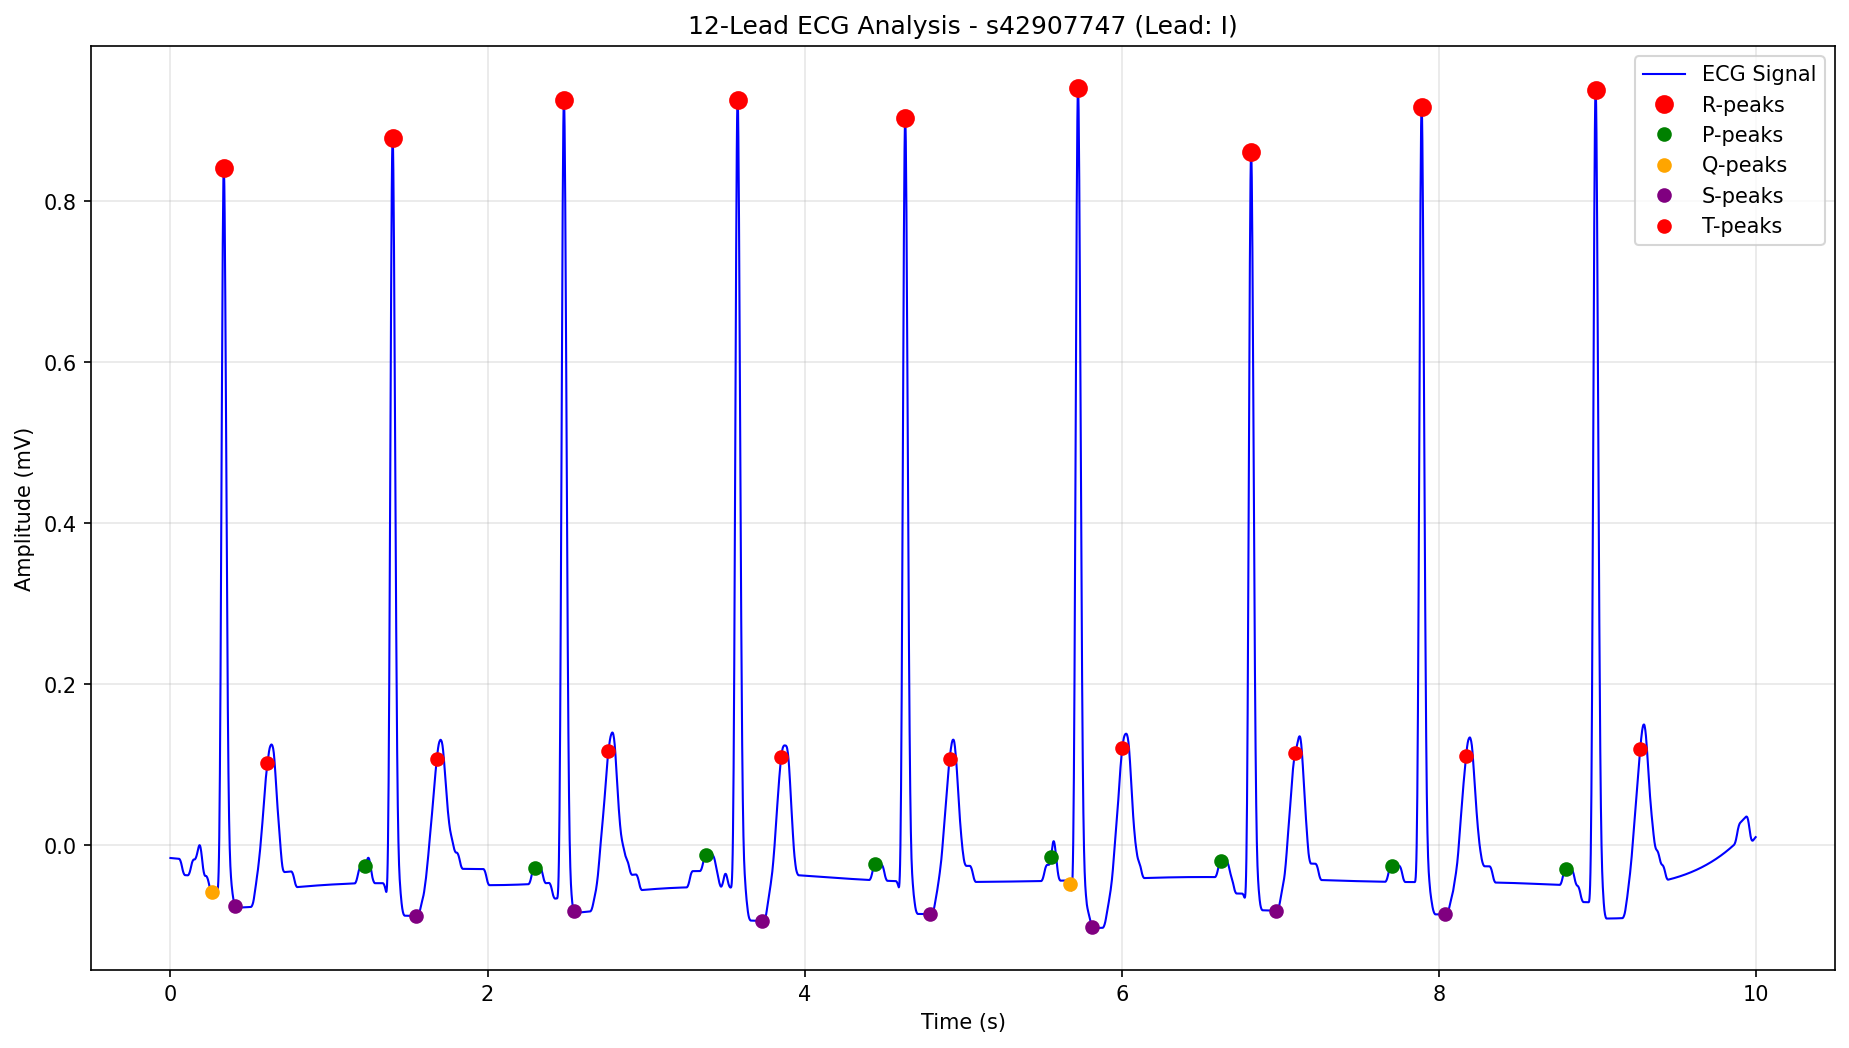 12-Lead ECG Analysis - s42907747 (Lead: I)
ECG Signal
R-peaks
P-peaks
Q-peaks
S-peaks
T-peaks
Amplitude (mV)
0.8
0.6
0.4
0.2
0.0
0 2 4 6 8 10
Time (s)